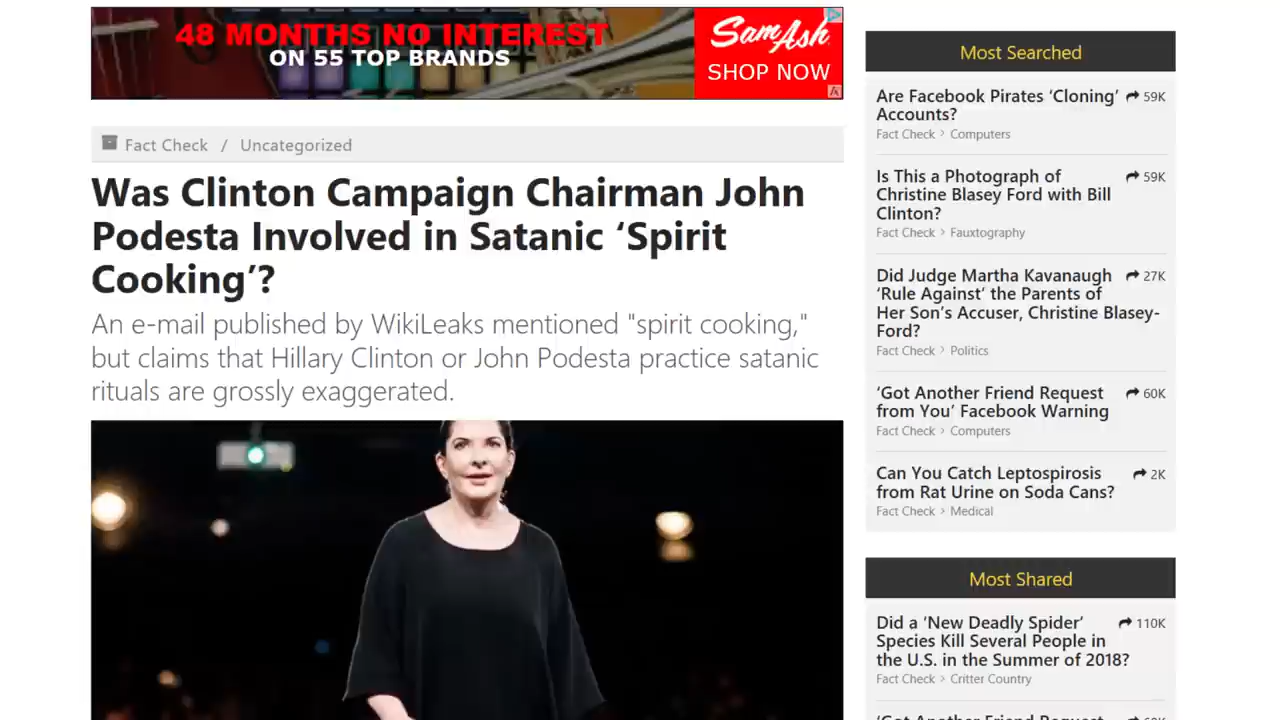 48 MONTHS NO INTEREST
ON 55 TOP BRANDS
Sam Ash
SHOP NOW
Fact Check / Uncategorized
Was Clinton Campaign Chairman John
Podesta Involved in Satanic ‘Spirit
Cooking’?
An e-mail published by WikiLeaks mentioned "spirit cooking,"
but claims that Hillary Clinton or John Podesta practice satanic
rituals are grossly exaggerated.
Most Searched
Are Facebook Pirates ‘Cloning’ 59K
Accounts?
Fact Check > Computers
Is This a Photograph of 59K
Christine Blasey Ford with Bill
Clinton?
Fact Check > Fauxtography
Did Judge Martha Kavanaugh 27K
‘Rule Against’ the Parents of
Her Son’s Accuser, Christine Blasey-
Ford?
Fact Check > Politics
‘Got Another Friend Request 60K
from You’ Facebook Warning
Fact Check > Computers
Can You Catch Leptospirosis 2K
from Rat Urine on Soda Cans?
Fact Check > Medical
Most Shared
Did a ‘New Deadly Spider’ 110K
Species Kill Several People in
the U.S. in the Summer of 2018?
Fact Check > Critter Country
‘Got Another Friend Request